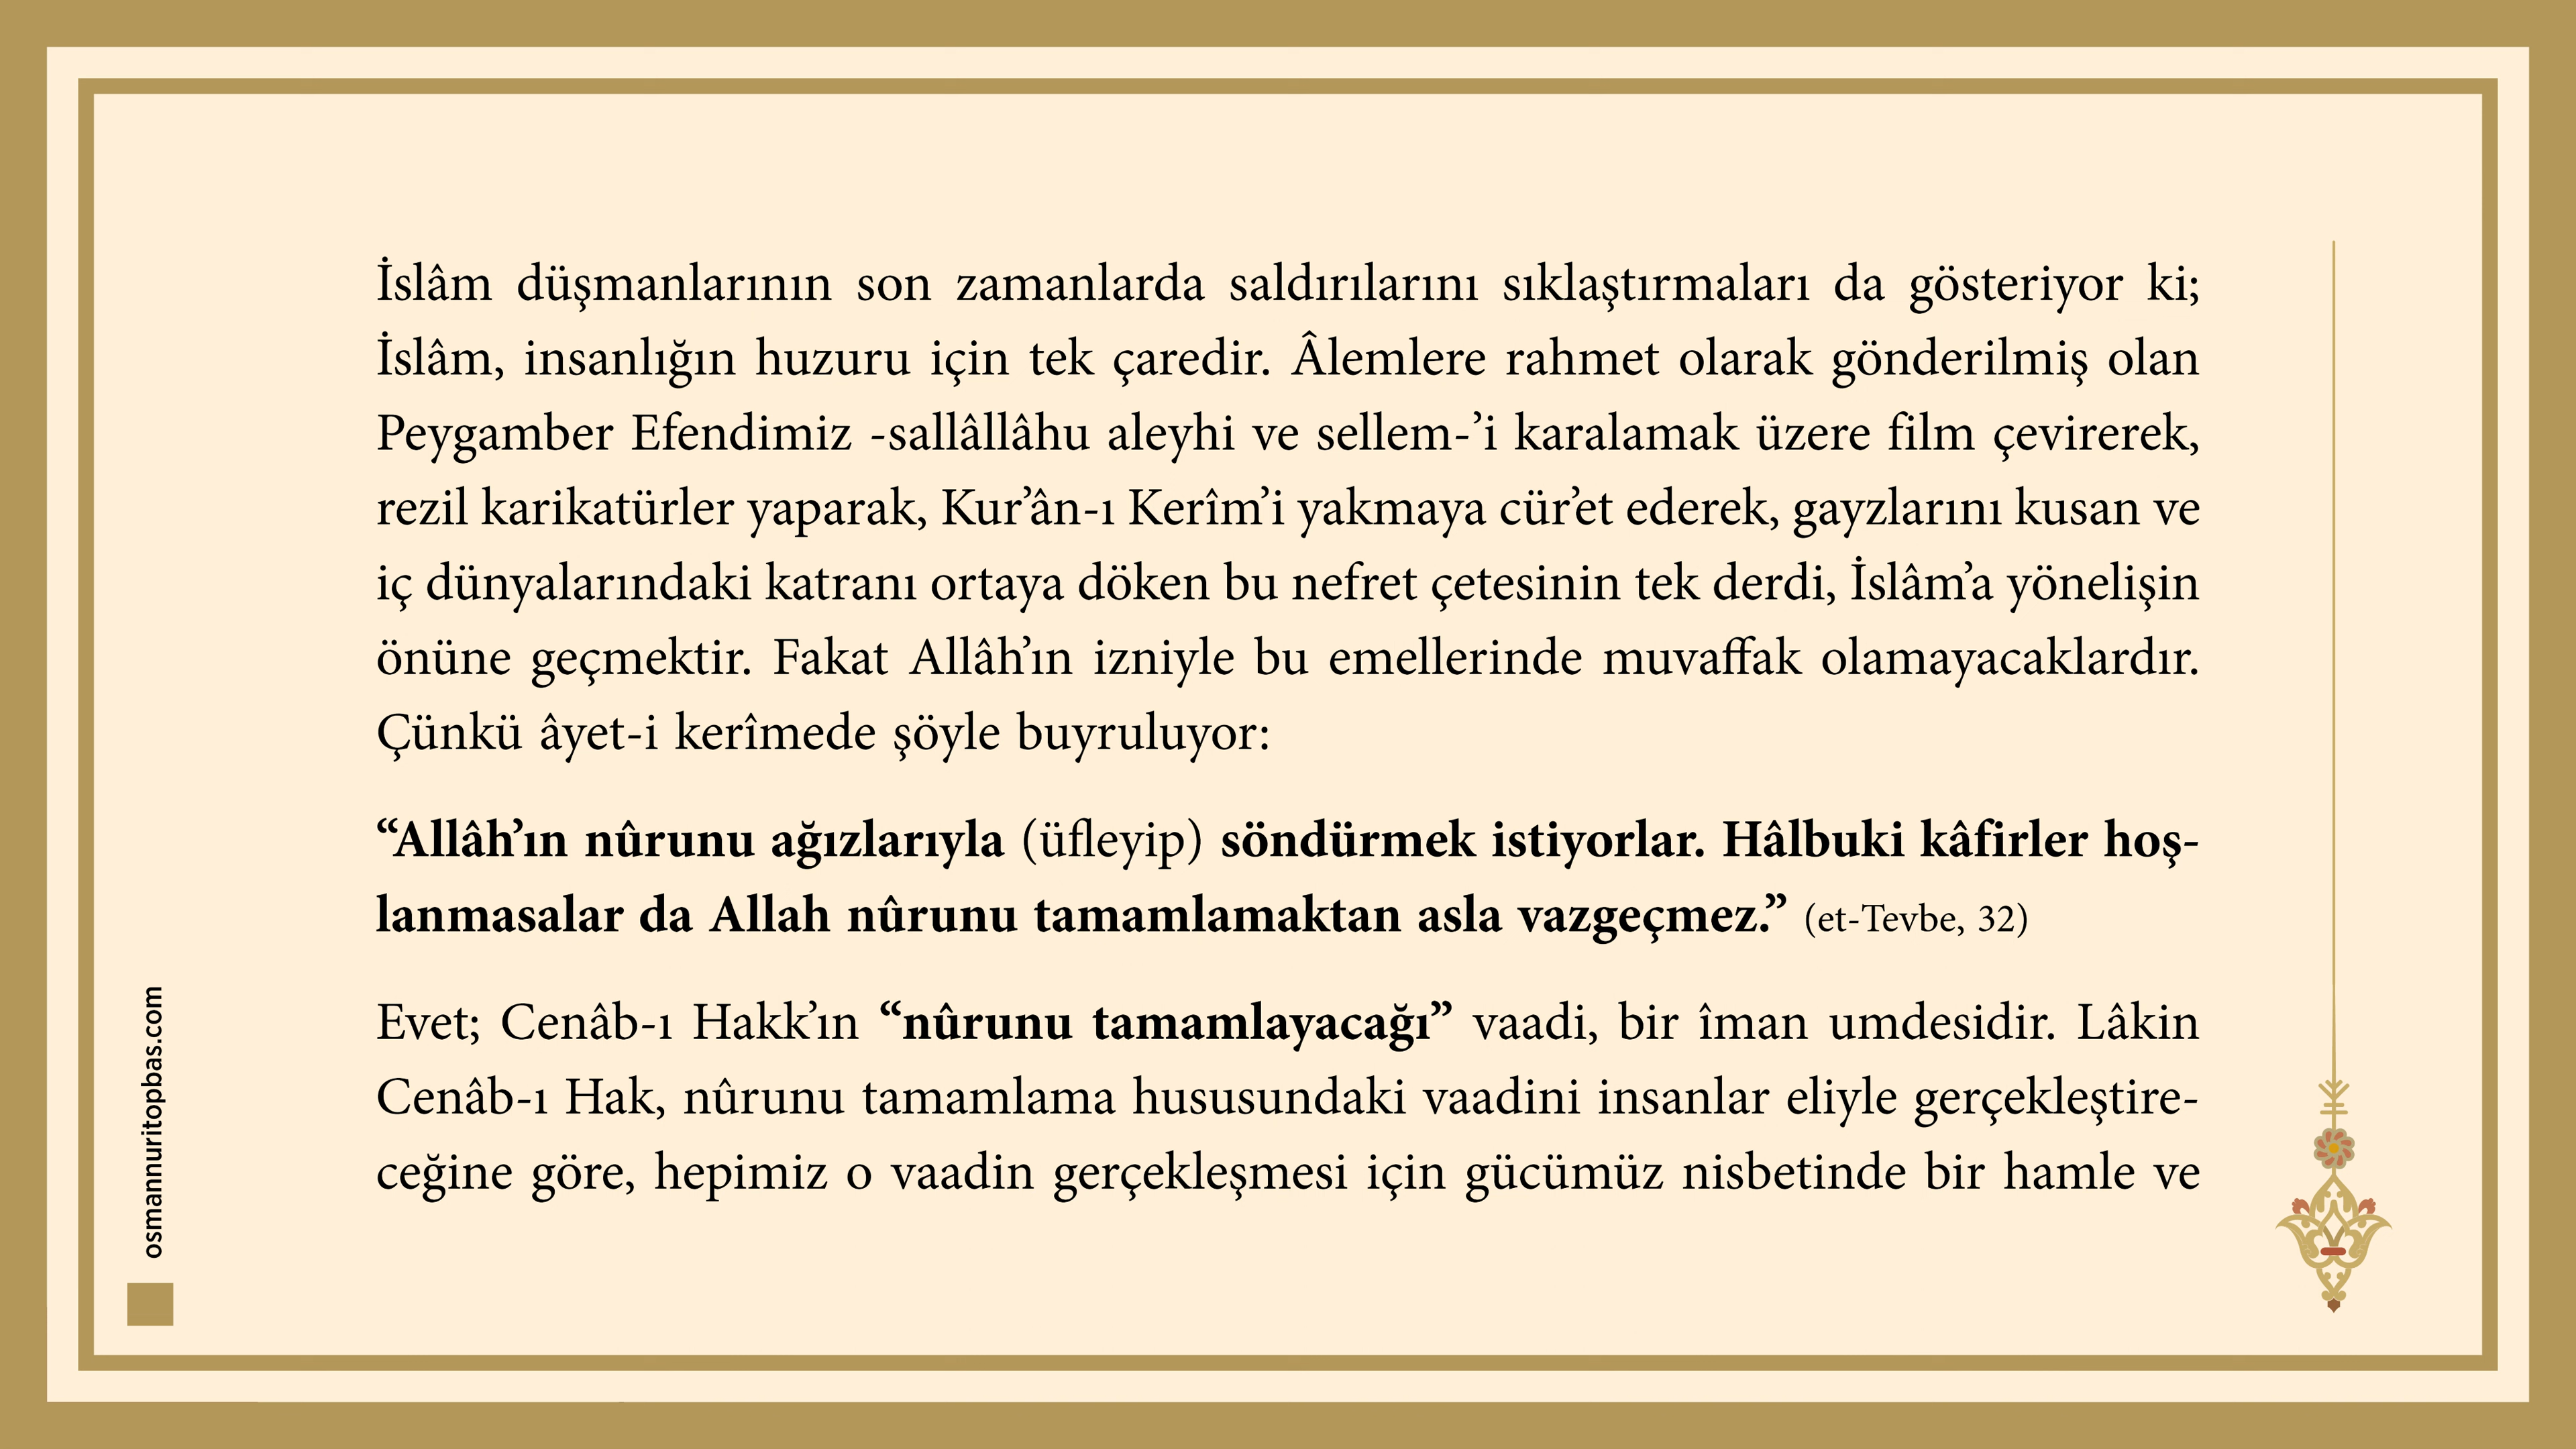 İslâm düşmanlarının son zamanlarda saldırılarını sıklaştırmaları da gösteriyor ki;
İslâm, insanlığın huzuru için tek çaredir. Âlemlere rahmet olarak gönderilmiş olan
Peygamber Efendimiz -sallâllâhu aleyhi ve sellem-’i karalamak üzere film çevirerek,
rezil karikatürler yaparak, Kur’ân-ı Kerîm’i yakmaya cür’et ederek, gayzlarını kusan ve
iç dünyalarındaki katranı ortaya döken bu nefret çetesinin tek derdi, İslâm’a yönelişin
önüne geçmektir. Fakat Allâh’ın izniyle bu emellerinde muvaffak olamayacaklardır.
Çünkü âyet-i kerîmede şöyle buyruluyor:
“Allâh’ın nûrunu ağızlarıyla (üfleyip) söndürmek istiyorlar. Hâlbuki kâfirler hoş-
lanmasalar da Allah nûrunu tamamlamaktan asla vazgeçmez.” (et-Tevbe, 32)
Evet; Cenâb-ı Hakk’ın “nûrunu tamamlayacağı” vaadi, bir îman umdesidir. Lâkin
Cenâb-ı Hak, nûrunu tamamlama hususundaki vaadini insanlar eliyle gerçekleştire-
ceğine göre, hepimiz o vaadin gerçekleşmesi için gücümüz nisbetinde bir hamle ve
osmannuritopbas.com